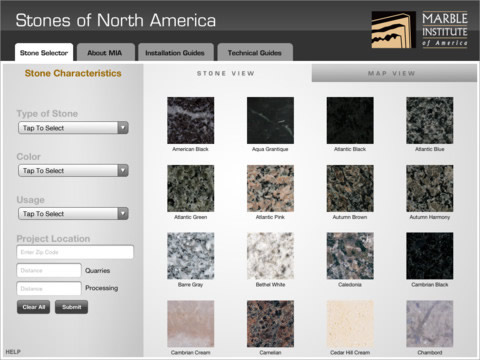 Stones of North America
MARBLE
INSTITUTE
of America
Stone Selector
About MIA
Installation Guides
Technical Guides
Stone Characteristics
STONE VIEW
MAP VIEW
Type of Stone
Tap To Select
Color
Tap To Select
Usage
Tap To Select
Project Location
Enter Zip Code
Distance
Quarries
Distance
Processing
Clear All
Submit
HELP
American Black
Aqua Grantique
Atlantic Black
Atlantic Blue
Atlantic Green
Atlantic Pink
Autumn Brown
Autumn Harmony
Barre Gray
Bethel White
Caledonia
Cambrian Black
Cambrian Cream
Carnelian
Cedar Hill Cream
Chambord